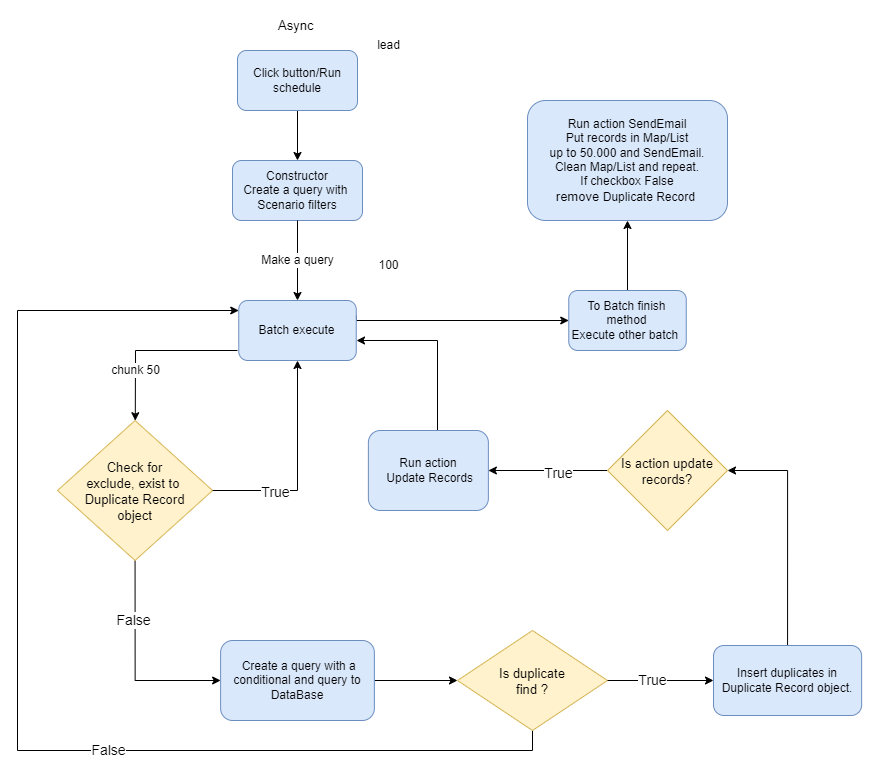 Async
lead
Click button/Run
schedule
Run action SendEmail
Put records in Map/List
up to 50.000 and SendEmail.
Clean Map/List and repeat.
If checkbox False
remove Duplicate Record
Constructor
Create a query with
Scenario filters
Make a query
100
Batch execute
To Batch finish
method
Execute other batch
chunk 50
Check for
exclude, exist to
Duplicate Record
object
True
Run action
Update Records
True
Is action update
records?
False
Create a query with a
conditional and query to
DataBase
Is duplicate
find ?
True
Insert duplicates in
Duplicate Record object.
False